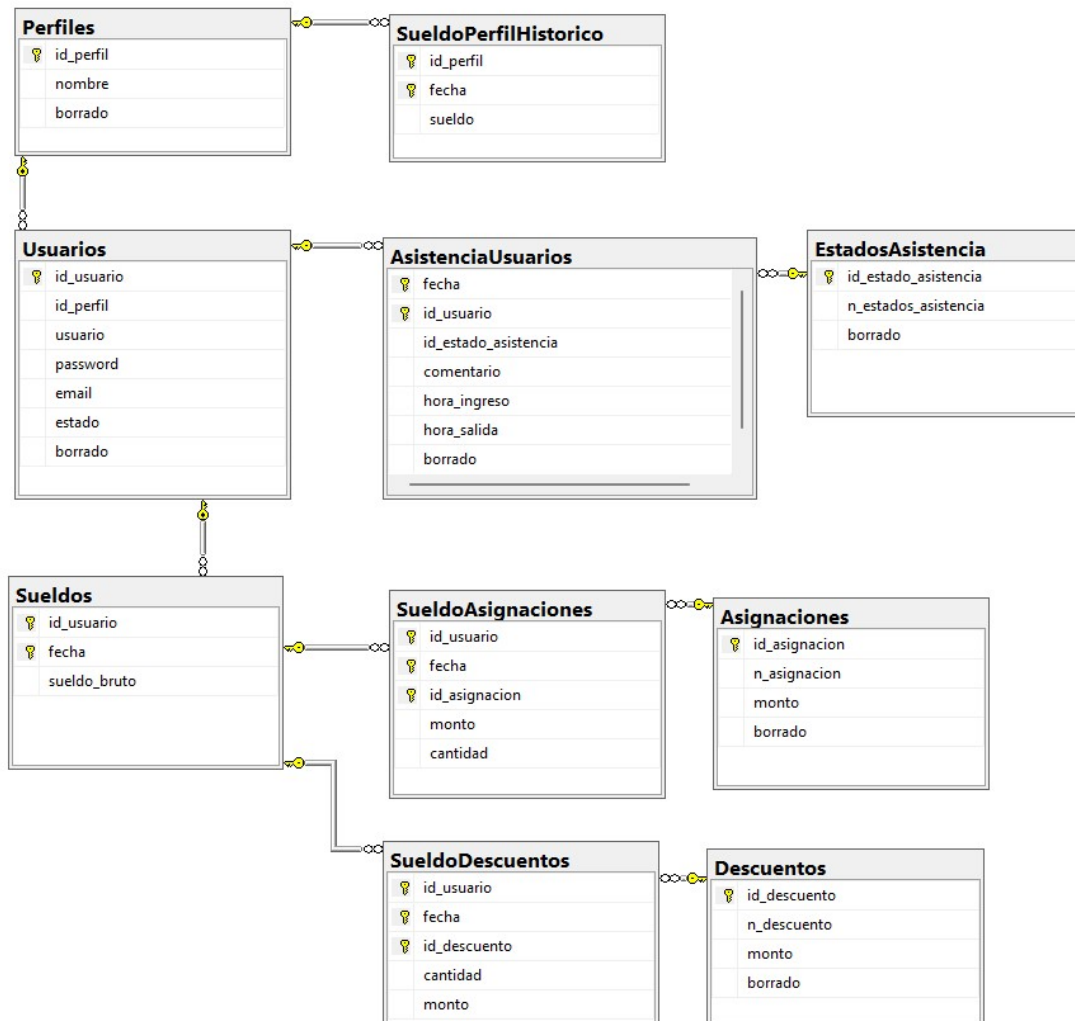 Perfiles
id_perfil
nombre
borrado
SueldoPerfilHistorico
id_perfil
fecha
sueldo
Usuarios
id_usuario
id_perfil
usuario
password
email
estado
borrado
AsistenciaUsuarios
fecha
id_usuario
id_estado_asistencia
comentario
hora_ingreso
hora_salida
borrado
EstadosAsistencia
id_estado_asistencia
n_estados_asistencia
borrado
Sueldos
id_usuario
fecha
sueldo_bruto
SueldoAsignaciones
id_usuario
fecha
id_asignacion
monto
cantidad
Asignaciones
id_asignacion
n_asignacion
monto
borrado
SueldoDescuentos
id_usuario
fecha
id_descuento
cantidad
monto
Descuentos
id_descuento
n_descuento
monto
borrado